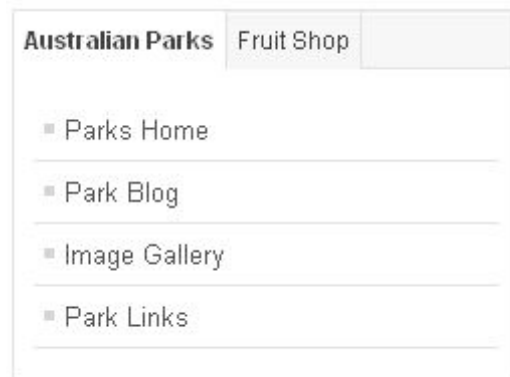 Australian Parks Fruit Shop
Parks Home
Park Blog
Image Gallery
Park Links